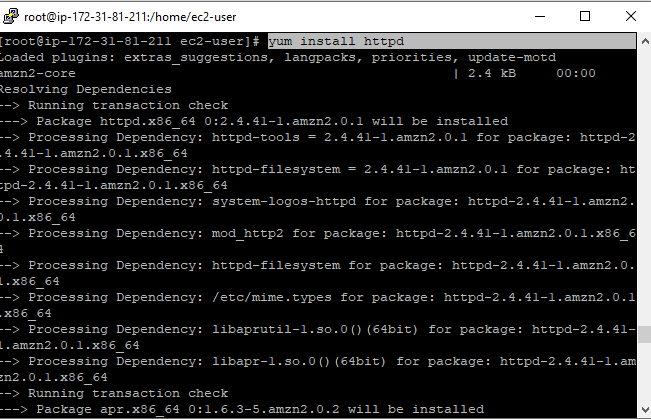 root@ip-172-31-81-211:/home/ec2-user
[root@ip-172-31-81-211 ec2-user]# yum install httpd
Loaded plugins: extras_suggestions, langpacks, priorities, update-motd
amzn2-core | 2.4 kB 00:00
Resolving Dependencies
--> Running transaction check
---> Package httpd.x86_64 0:2.4.41-1.amzn2.0.1 will be installed
--> Processing Dependency: httpd-tools = 2.4.41-1.amzn2.0.1 for package: httpd-2
.4.41-1.amzn2.0.1.x86_64
--> Processing Dependency: httpd-filesystem = 2.4.41-1.amzn2.0.1 for package: ht
tpd-2.4.41-1.amzn2.0.1.x86_64
--> Processing Dependency: system-logos-httpd for package: httpd-2.4.41-1.amzn2.
0.1.x86_64
--> Processing Dependency: mod_http2 for package: httpd-2.4.41-1.amzn2.0.1.x86_6
4
--> Processing Dependency: httpd-filesystem for package: httpd-2.4.41-1.amzn2.0.
1.x86_64
--> Processing Dependency: /etc/mime.types for package: httpd-2.4.41-1.amzn2.0.1
.x86_64
--> Processing Dependency: libaprutil-1.so.0()(64bit) for package: httpd-2.4.41-
1.amzn2.0.1.x86_64
--> Processing Dependency: libapr-1.so.0()(64bit) for package: httpd-2.4.41-1.am
zn2.0.1.x86_64
--> Running transaction check
---> Package apr.x86_64 0:1.6.3-5.amzn2.0.2 will be installed